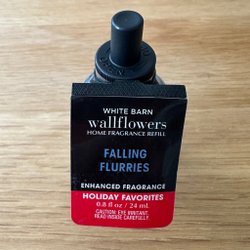 WHITE BARN
wallflowers
HOME FRAGRANCE REFILL
FALLING
FLURRIES
ENHANCED FRAGRANCE
HOLIDAY FAVORITES
0.8 fl oz / 24 mL
CAUTION: EYE IRRITANT.
READ INSIDE CAREFULLY.